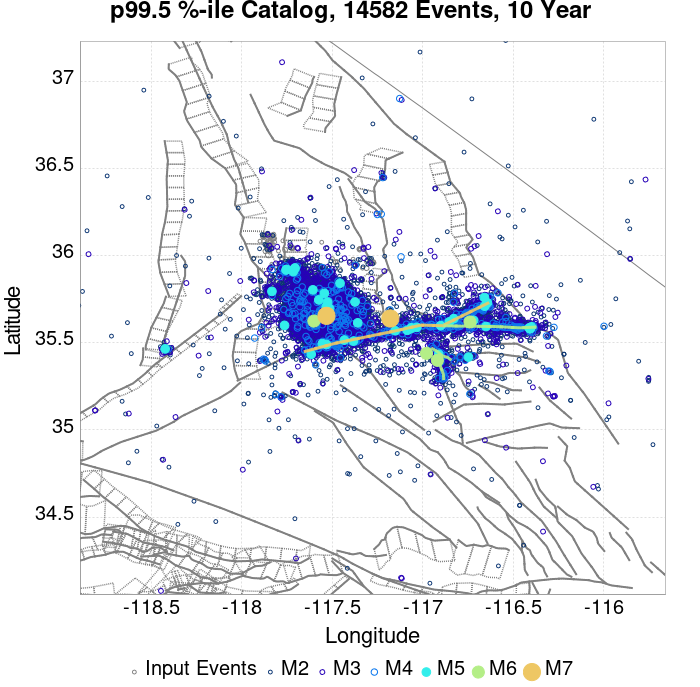 p99.5 %-ile Catalog, 14582 Events, 10 Year
37
36.5
36
35.5
35
34.5
Latitude
-118.5 -118 -117.5 -117 -116.5 -116
Longitude
Input Events M2 M3 M4 M5 M6 M7